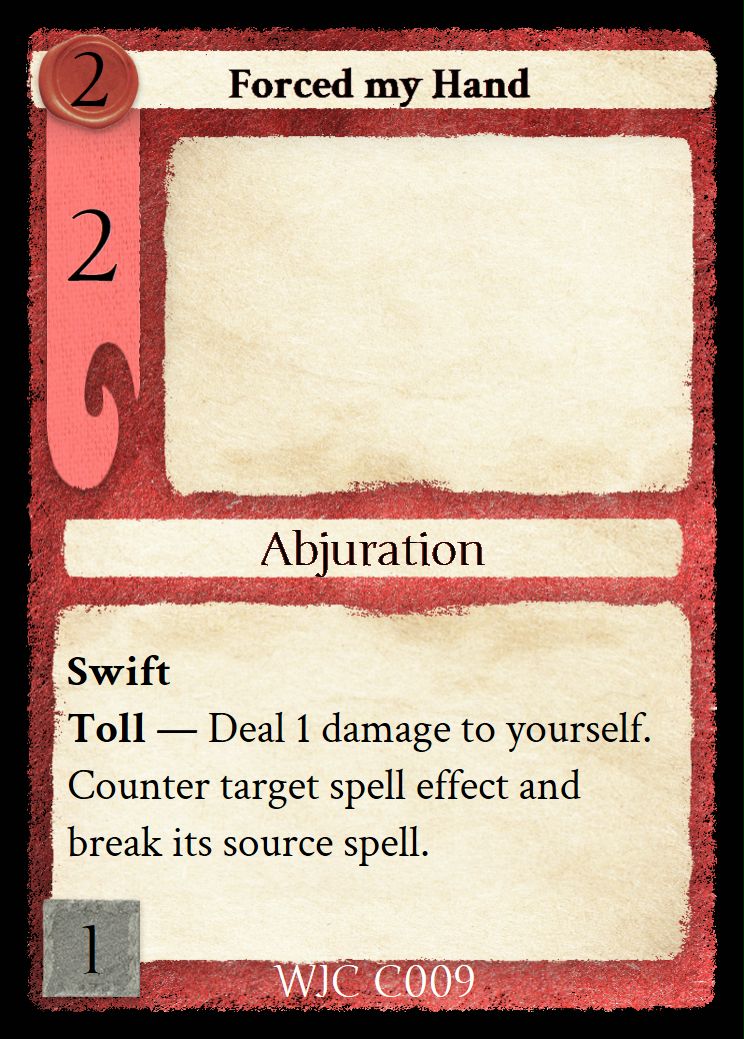 2
Forced my Hand
2
Abjuration
Swift
Toll — Deal 1 damage to yourself.
Counter target spell effect and
break its source spell.
1
WJC C009